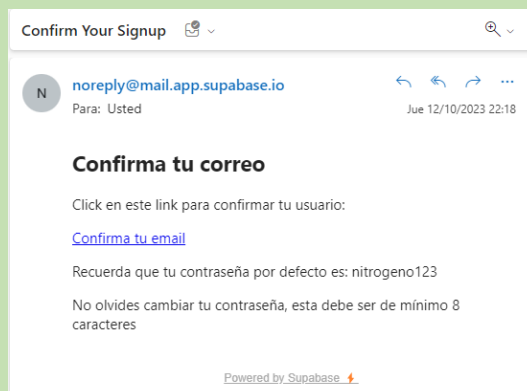 Confirm Your Signup
N
noreply@mail.app.supabase.io
Para: Usted
Jue 12/10/2023 22:18
Confirma tu correo
Click en este link para confirmar tu usuario:
Confirma tu email
Recuerda que tu contraseña por defecto es: nitrogeno123
No olvides cambiar tu contraseña, esta debe ser de mínimo 8
caracteres
Powered by Supabase